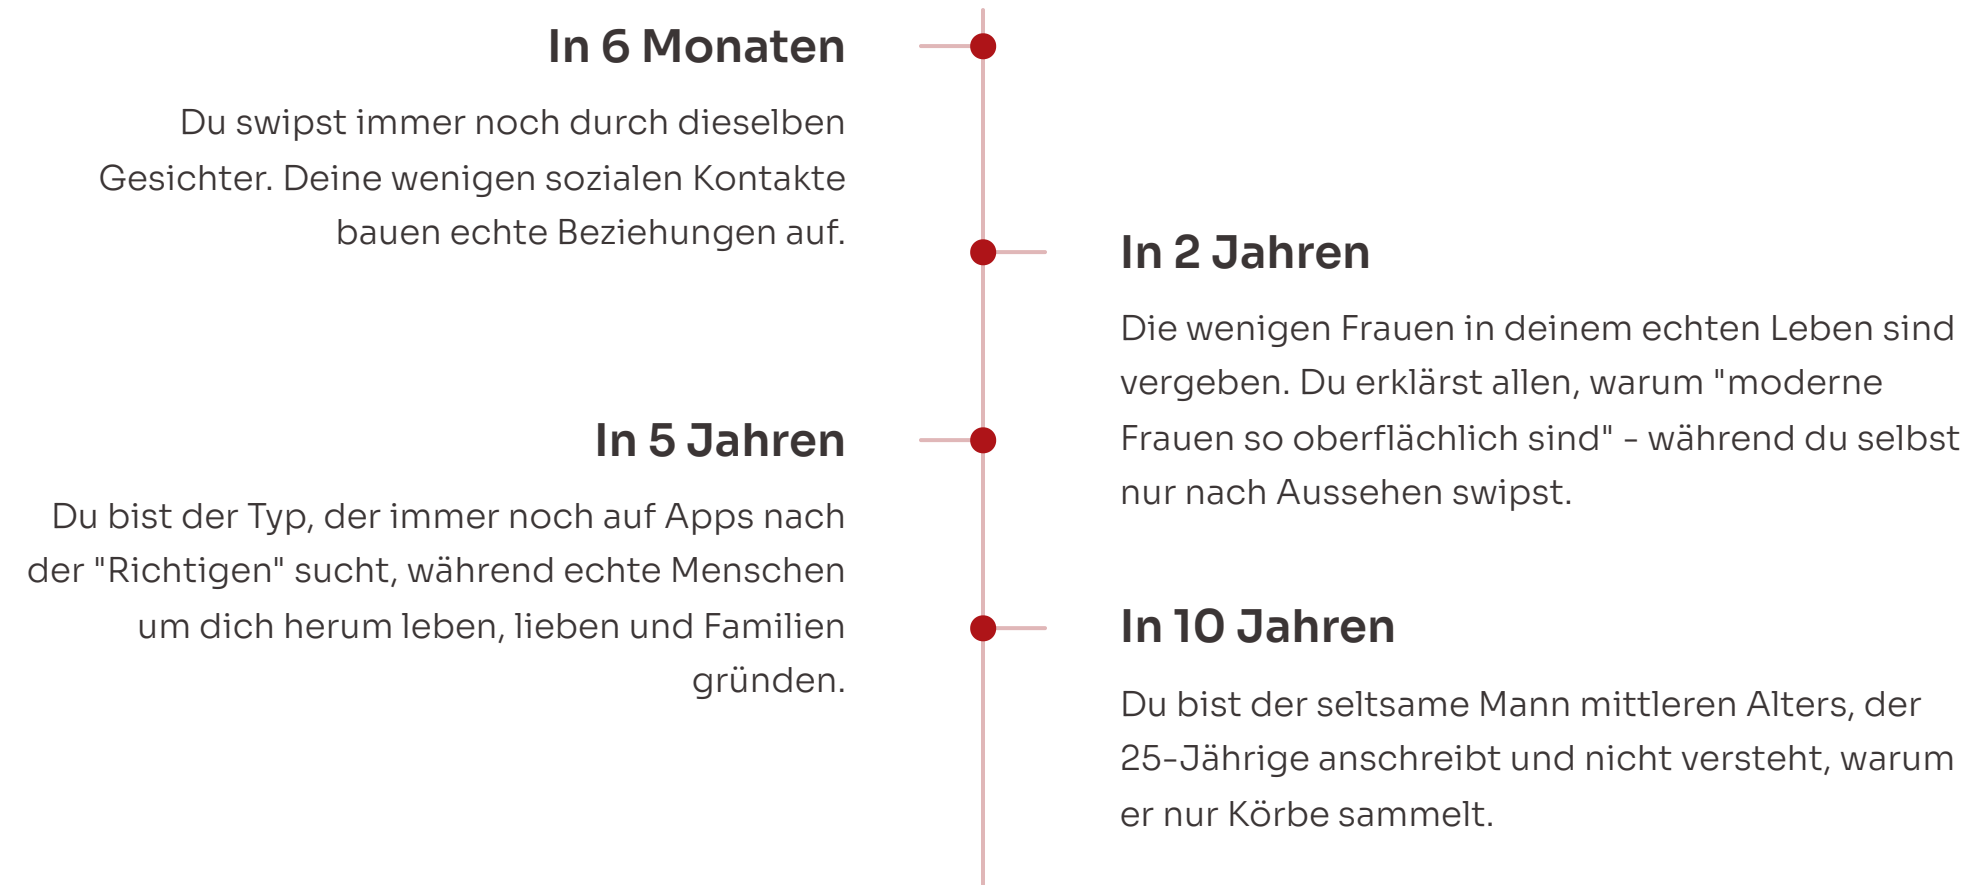 In 6 Monaten
Du swipst immer noch durch dieselben
Gesichter. Deine wenigen sozialen Kontakte
bauen echte Beziehungen auf.
In 2 Jahren
Die wenigen Frauen in deinem echten Leben sind
vergeben. Du erklärst allen, warum "moderne
Frauen so oberflächlich sind" - während du selbst
nur nach Aussehen swipst.
In 5 Jahren
Du bist der Typ, der immer noch auf Apps nach
der "Richtigen" sucht, während echte Menschen
um dich herum leben, lieben und Familien
gründen.
In 10 Jahren
Du bist der seltsame Mann mittleren Alters, der
25-Jährige anschreibt und nicht versteht, warum
er nur Körbe sammelt.